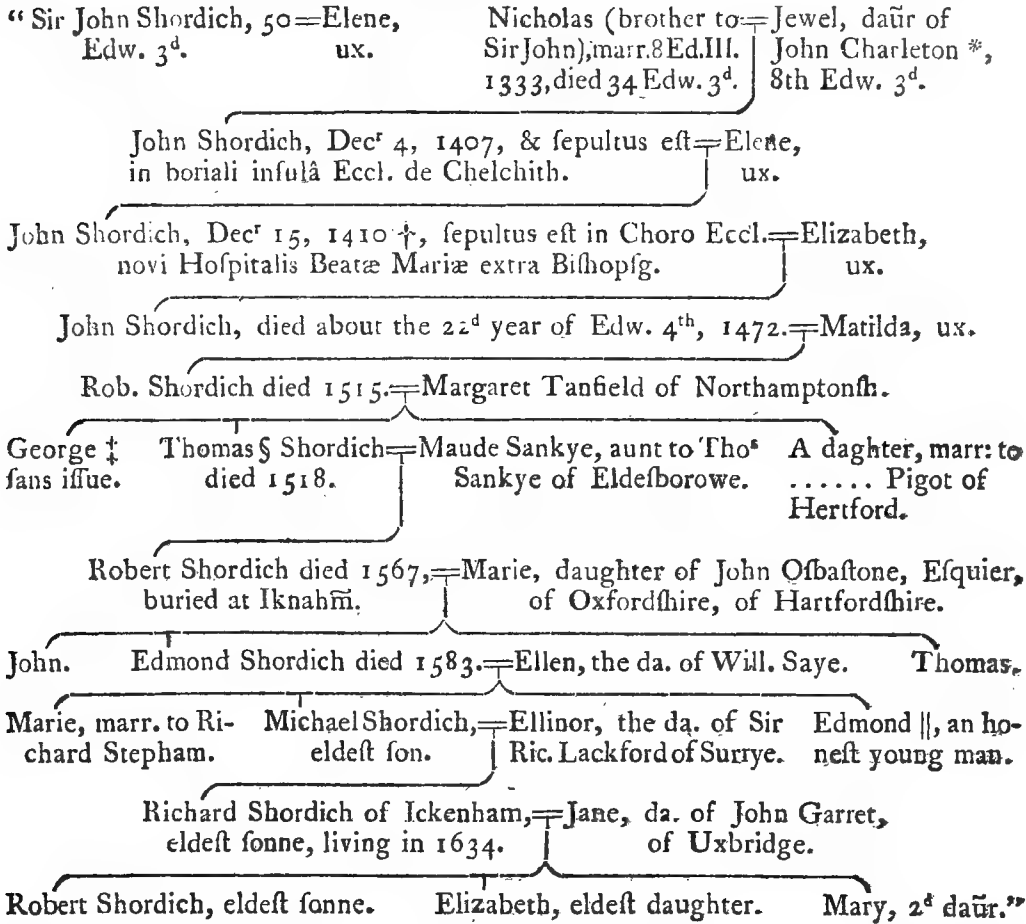 “ Sir John Shordich, 50=Elene,
Edw. 3ᵈ. ux.
Nicholas (brother to=Jewel, daūr of
Sir John), marr. 8 Ed. III. John Charleton *,
1333, died 34 Edw. 3ᵈ. 8th Edw. 3ᵈ.
John Shordich, Decʳ 4, 1407, & ſepultus eſt=Elene,
in boriali inſulâ Eccl. de Chelchith. ux.
John Shordich, Decʳ 15, 1410 †, ſepultus eſt in Choro Eccl.=Elizabeth,
novi Hoſpitalis Beatæ Mariæ extra Biſhopſg. ux.
John Shordich, died about the 22ᵈ year of Edw. 4ᵗʰ, 1472.=Matilda, ux.
Rob. Shordich died 1515.=Margaret Tanfield of Northamptonſh.
George ‡
ſans iſſue.
Thomas § Shordich=Maude Sankye, aunt to Thoˢ
died 1518. Sankye of Eldeſborowe.
A daghter, marr: to
...... Pigot of
Hertford.
Robert Shordich died 1567,=Marie, daughter of John Oſbaſtone, Eſquier,
buried at Iknahm̄. of Oxfordſhire, of Hartfordſhire.
John. Edmond Shordich died 1583.=Ellen, the da. of Will. Saye. Thomas.
Marie, marr. to Ri-
chard Stepham.
Michael Shordich,=Ellinor, the da. of Sir
eldeſt ſon. Ric. Lackford of Surrye.
Edmond ||, an ho-
neſt young man.
Richard Shordich of Ickenham,=Jane, da. of John Garret,
eldeſt ſonne, living in 1634. of Uxbridge.
Robert Shordich, eldeſt ſonne. Elizabeth, eldeſt daughter. Mary, 2ᵈ daūr.”